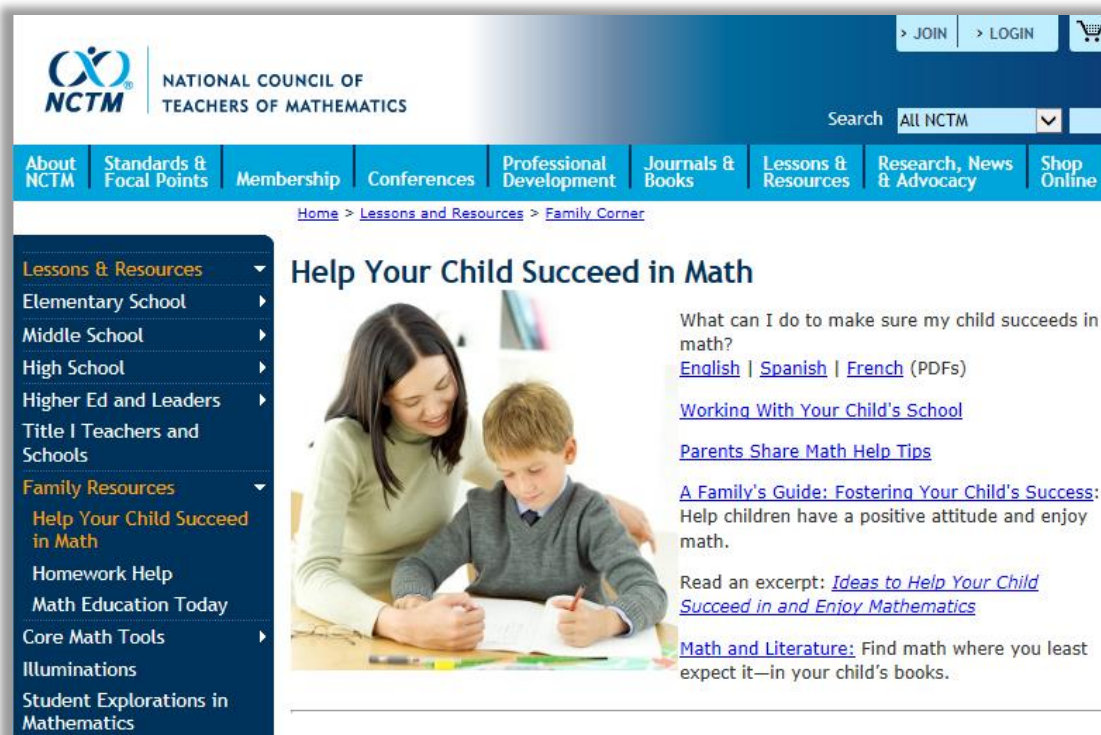 > JOIN > LOGIN
NCTM®
NATIONAL COUNCIL OF
TEACHERS OF MATHEMATICS
Search All NCTM
About NCTM
Standards & Focal Points
Membership
Conferences
Professional Development
Journals & Books
Lessons & Resources
Research, News & Advocacy
Shop Online
Home > Lessons and Resources > Family Corner
Lessons & Resources
Elementary School
Middle School
High School
Higher Ed and Leaders
Title I Teachers and
Schools
Family Resources
Help Your Child Succeed
in Math
Homework Help
Math Education Today
Core Math Tools
Illuminations
Student Explorations in
Mathematics
Help Your Child Succeed in Math
What can I do to make sure my child succeeds in
math?
English | Spanish | French (PDFs)
Working With Your Child's School
Parents Share Math Help Tips
A Family's Guide: Fostering Your Child's Success:
Help children have a positive attitude and enjoy
math.
Read an excerpt: Ideas to Help Your Child
Succeed in and Enjoy Mathematics
Math and Literature: Find math where you least
expect it—in your child's books.